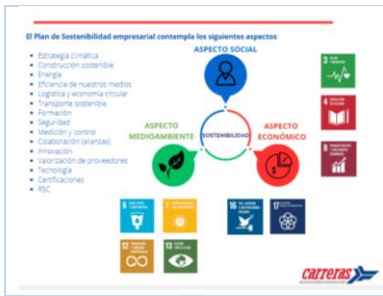 El Plan de Sostenibilidad empresarial contempla los siguientes aspectos:
ASPECTO SOCIAL
Estrategia climática
Construcción sostenible
Energía
Eficiencia de nuestros medios
Logística y economía circular
Transporte sostenible
Formación
Seguridad
Medición y control
Colaboración (alianzas)
Innovación
Valorización de proveedores
Tecnología
Certificaciones
RSC
ASPECTO
MEDIOAMBIENTE
SOSTENIBILIDAD
ASPECTO
ECONÓMICO
3
4
8
6
7
12
13
16
17
carreras